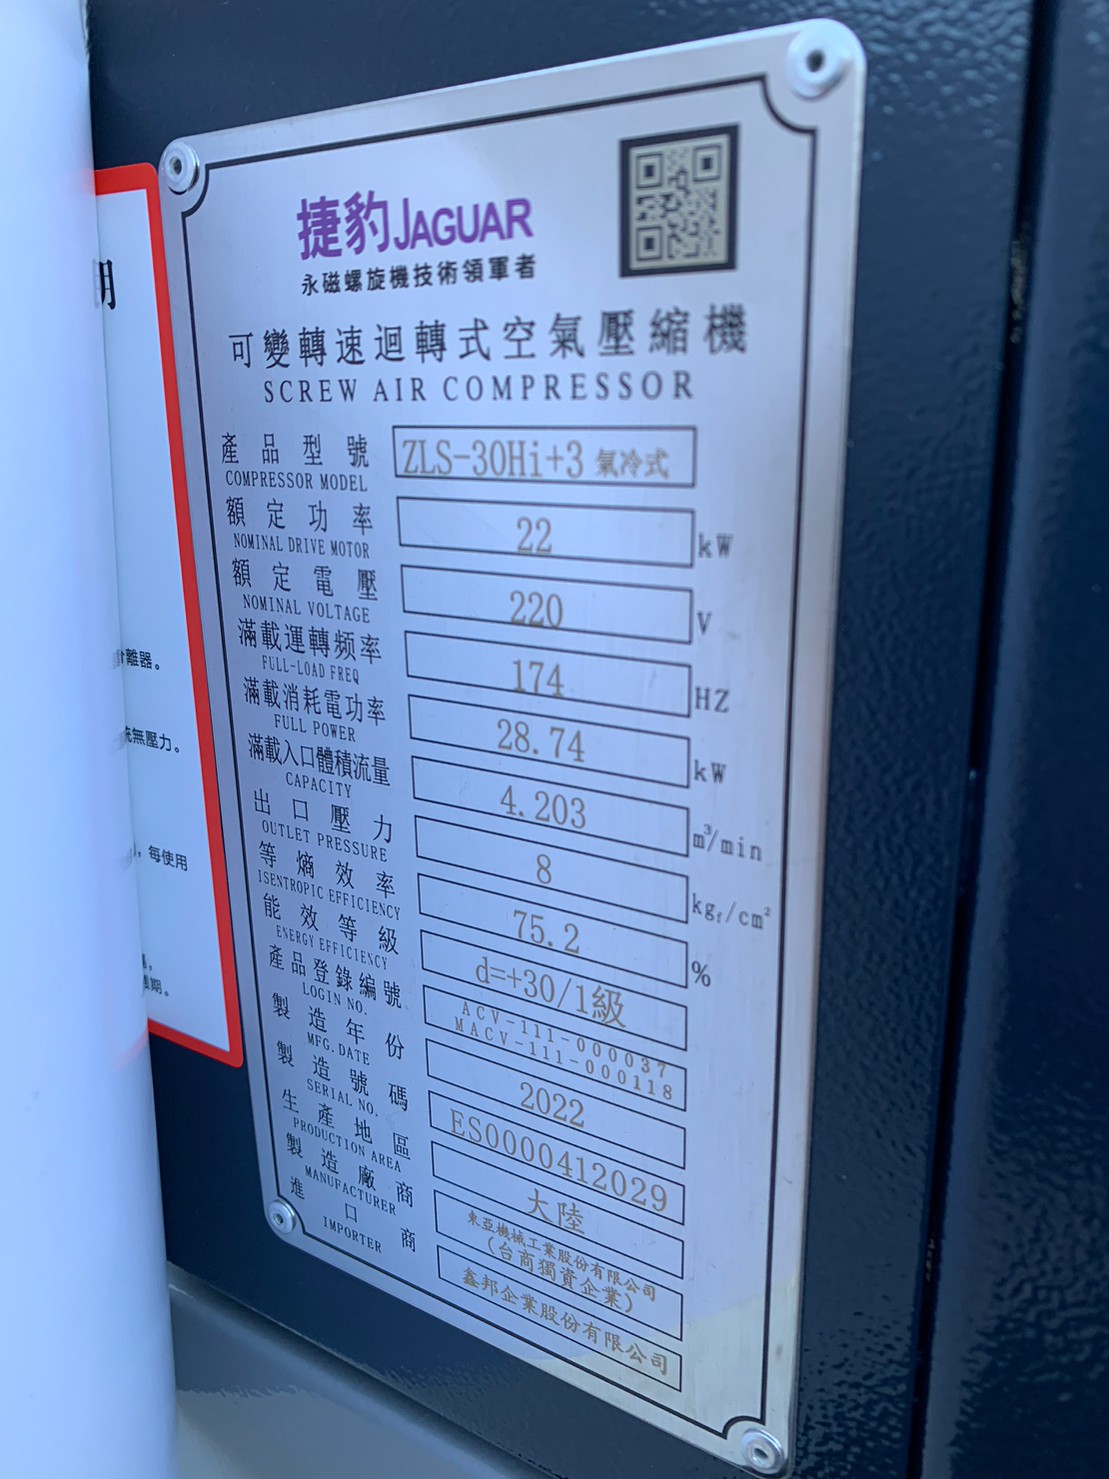 捷豹JAGUAR
永磁螺旋機技術領軍者
可變轉速迴轉式空氣壓縮機
SCREW AIR COMPRESSOR
產品型號 ZLS-30Hi+3 氣冷式
COMPRESSOR MODEL
額定功率 22 kW
NOMINAL DRIVE MOTOR
額定電壓 220 V
NOMINAL VOLTAGE
滿載運轉頻率 174 HZ
FULL-LOAD FREQ
滿載消耗電功率 28.74 kW
FULL POWER
滿載入口體積流量 4.203 m³/min
CAPACITY
出口壓力 8 kgf/cm²
OUTLET PRESSURE
等熵效率 75.2 %
ISENTROPIC EFFICIENCY
能效等級 d=+30/1級
ENERGY EFFICIENCY
產品登錄編號 ACV-111-000037
MACV-111-000118
LOGIN NO.
製造年份 2022
MFG. DATE
製造號碼 ES0000412029
SERIAL NO.
生產地區 大陸
PRODUCTION AREA
製造廠商 東亞機械工業股份有限公司
(台商獨資企業)
MANUFACTURER
進口商 鑫邦企業股份有限公司
IMPORTER
明
離器。
無壓力。
，每使用
期。